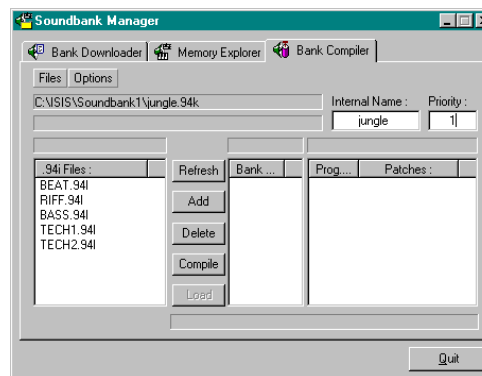 Soundbank Manager
Bank Downloader Memory Explorer Bank Compiler
Files Options
C:\ISIS\Soundbank1\jungle.94k
Internal Name : Priority :
jungle 1
.94i Files : Refresh Bank ... Prog.... Patches :
BEAT.94I
RIFF.94I
BASS.94I
TECH1.94I
TECH2.94I
Add
Delete
Compile
Load
Quit